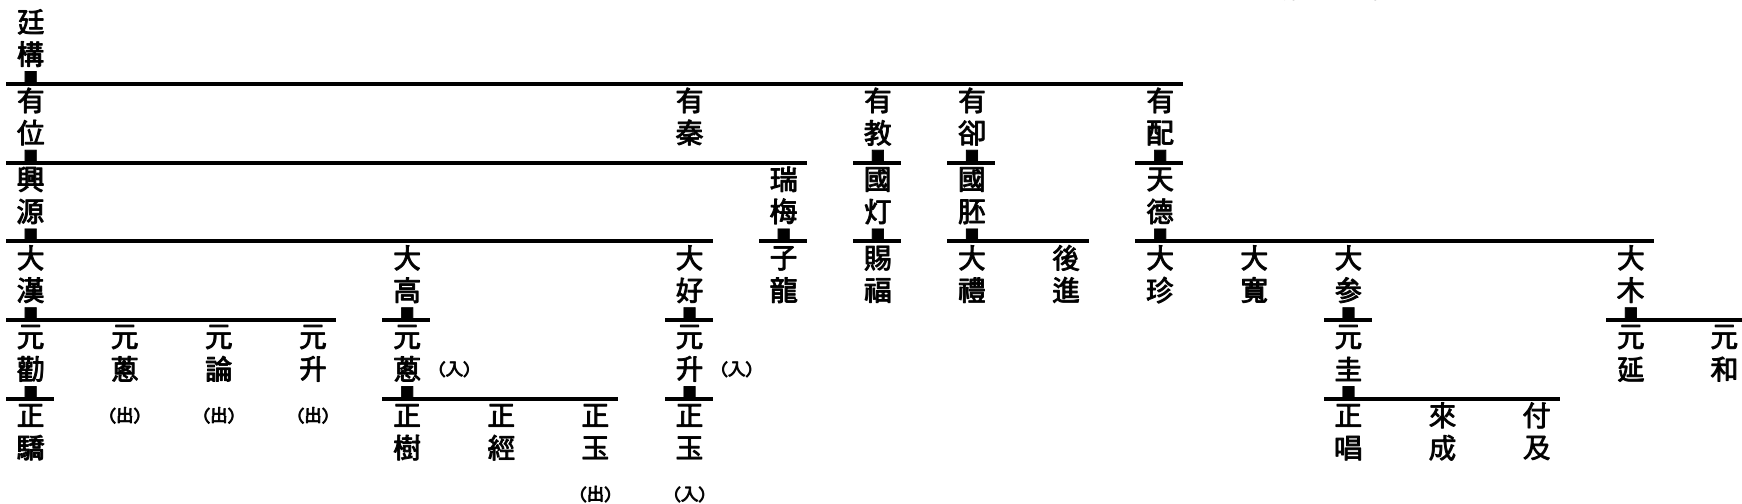 廷構
有位 有秦 有教 有卻 有配
興源 瑞梅 國灯 國胚 天德
大漢 大高 大好 子龍 賜福 大禮 後進 大珍 大寬 大参 大木
元勸 元蔥 元論 元升 元蔥 (入) 元升 (入) 元圭 元延 元和
正驕 (出) (出) (出) 正樹 正經 正玉 正玉 正唱 來成 付及
(出) (入)